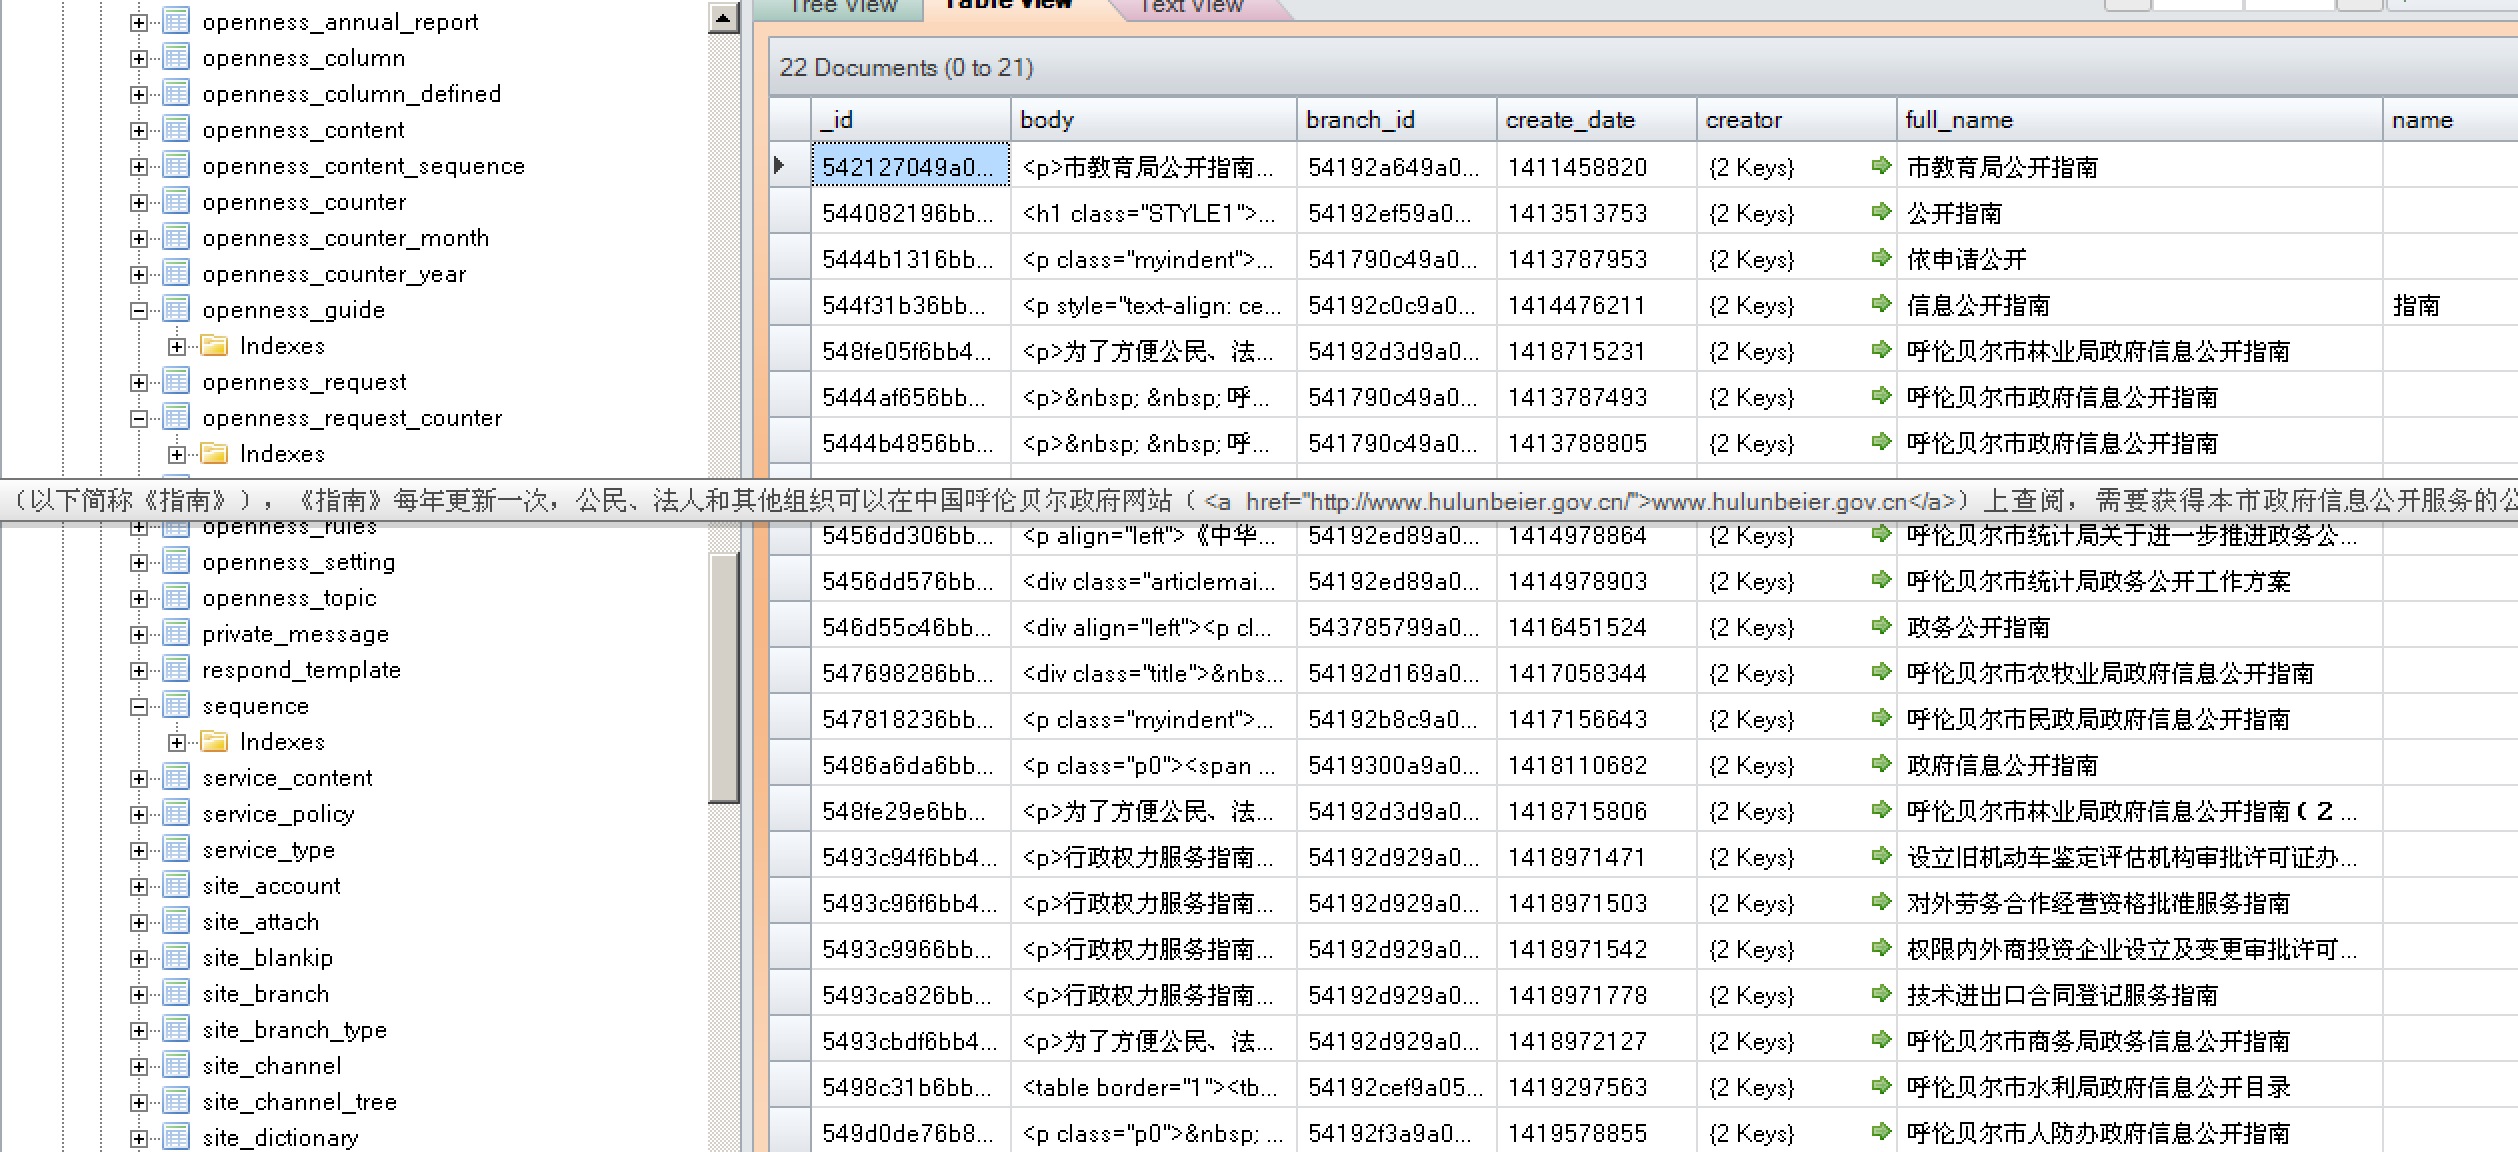 openness_annual_report
openness_column
openness_column_defined
openness_content
openness_content_sequence
openness_counter
openness_counter_month
openness_counter_year
openness_guide
Indexes
openness_request
openness_request_counter
Indexes
openness_rules
openness_setting
openness_topic
private_message
respond_template
sequence
Indexes
service_content
service_policy
service_type
site_account
site_attach
site_blankip
site_branch
site_branch_type
site_channel
site_channel_tree
site_dictionary
Tree View Table View Text View
22 Documents (0 to 21)
_id body branch_id create_date creator full_name name
542127049a0... <p>市教育局公开指南... 54192a649a0... 1411458820 {2 Keys} 市教育局公开指南
544082196bb... <h1 class="STYLE1">... 54192ef59a0... 1413513753 {2 Keys} 公开指南
5444b1316bb... <p class="myindent">... 541790c49a0... 1413787953 {2 Keys} 依申请公开
544f31b36bb... <p style="text-align: ce... 54192c0c9a0... 1414476211 {2 Keys} 信息公开指南 指南
548fe05f6bb4... <p>为了方便公民、法... 54192d3d9a0... 1418715231 {2 Keys} 呼伦贝尔市林业局政府信息公开指南
5444af656bb... <p>&nbsp; &nbsp; 呼... 541790c49a0... 1413787493 {2 Keys} 呼伦贝尔市政府信息公开指南
5444b4856bb... <p>&nbsp; &nbsp; 呼... 541790c49a0... 1413788805 {2 Keys} 呼伦贝尔市政府信息公开指南
（以下简称《指南》），《指南》每年更新一次，公民、法人和其他组织可以在中国呼伦贝尔政府网站（ <a href="http://www.hulunbeier.gov.cn/">www.hulunbeier.gov.cn</a>）上查阅，需要获得本市政府信息公开服务的公
5456dd306bb... <p align="left">《中华... 54192ed89a0... 1414978864 {2 Keys} 呼伦贝尔市统计局关于进一步推进政务公...
5456dd576bb... <div class="articlemai... 54192ed89a0... 1414978903 {2 Keys} 呼伦贝尔市统计局政务公开工作方案
546d55c46bb... <div align="left"><p cl... 543785799a0... 1416451524 {2 Keys} 政务公开指南
547698286bb... <div class="title">&nbs... 54192d169a0... 1417058344 {2 Keys} 呼伦贝尔市农牧业局政府信息公开指南
547818236bb... <p class="myindent">... 54192b8c9a0... 1417156643 {2 Keys} 呼伦贝尔市民政局政府信息公开指南
5486a6da6bb... <p class="p0"><span ... 5419300a9a0... 1418110682 {2 Keys} 政府信息公开指南
548fe29e6bb... <p>为了方便公民、法... 54192d3d9a0... 1418715806 {2 Keys} 呼伦贝尔市林业局政府信息公开指南（２...
5493c94f6bb4... <p>行政权力服务指南... 54192d929a0... 1418971471 {2 Keys} 设立旧机动车鉴定评估机构审批许可证办...
5493c96f6bb4... <p>行政权力服务指南... 54192d929a0... 1418971503 {2 Keys} 对外劳务合作经营资格批准服务指南
5493c9966bb... <p>行政权力服务指南... 54192d929a0... 1418971542 {2 Keys} 权限内外商投资企业设立及变更审批许可...
5493ca826bb... <p>行政权力服务指南... 54192d929a0... 1418971778 {2 Keys} 技术进出口合同登记服务指南
5493cbdf6bb4... <p>为了方便公民、法... 54192d929a0... 1418972127 {2 Keys} 呼伦贝尔市商务局政务信息公开指南
5498c31b6bb... <table border="1"><tb... 54192cef9a05... 1419297563 {2 Keys} 呼伦贝尔市水利局政府信息公开目录
549d0de76b8... <p class="p0">&nbsp; ... 54192f3a9a0... 1419578855 {2 Keys} 呼伦贝尔市人防办政府信息公开指南